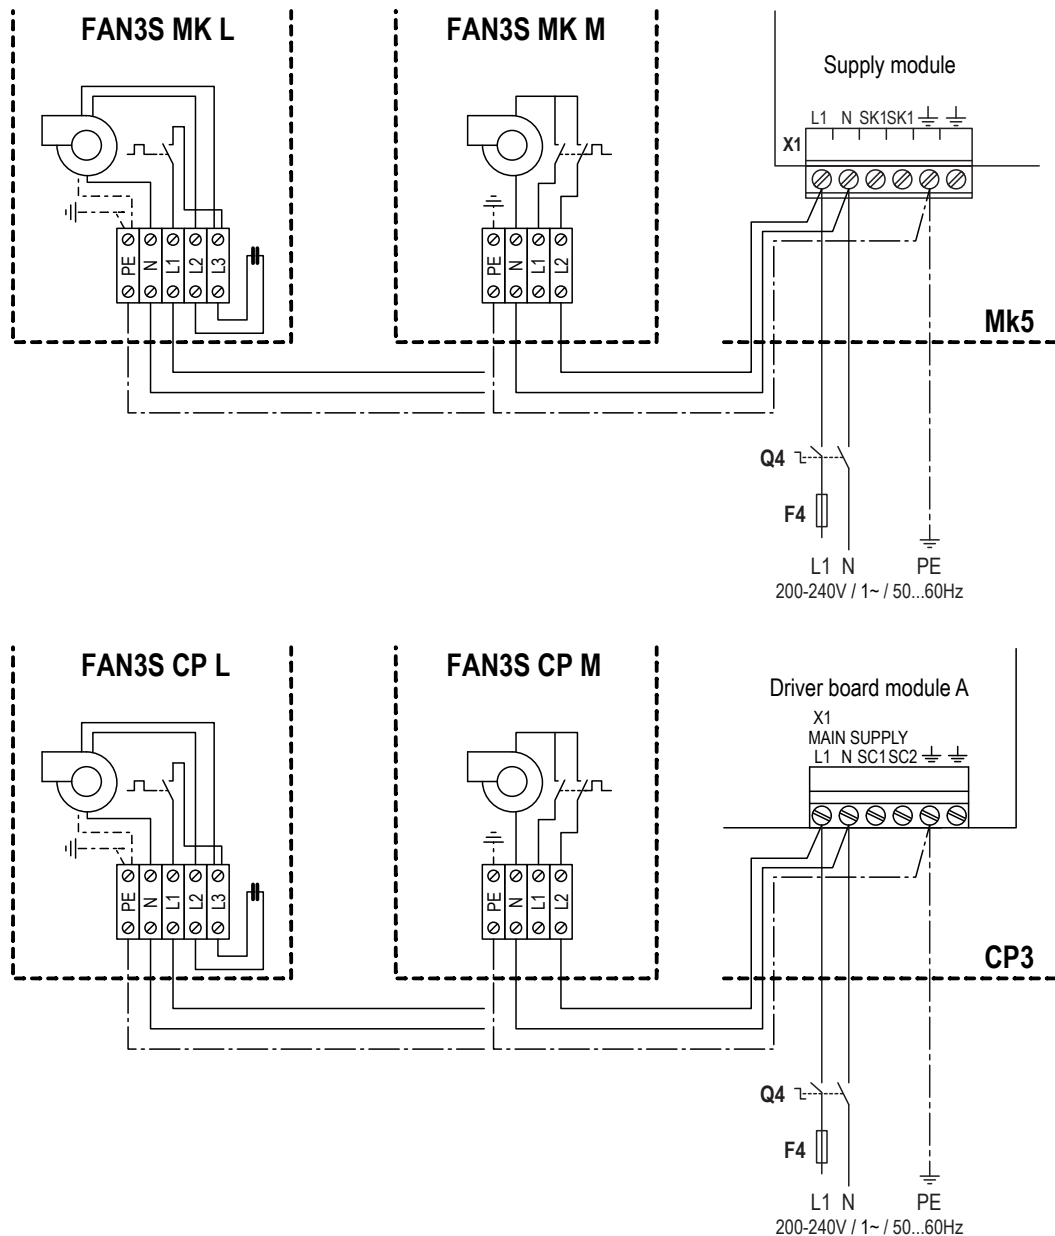 FAN3S MK L
FAN3S MK M
Supply module
L1 N SK1SK1
X1
PE N L1 L2 L3
PE N L1 L2
Mk5
Q4
F4
L1 N PE
200-240V / 1~ / 50...60Hz
FAN3S CP L
FAN3S CP M
Driver board module A
X1
MAIN SUPPLY
L1 N SC1SC2
PE N L1 L2 L3
PE N L1 L2
CP3
Q4
F4
L1 N PE
200-240V / 1~ / 50...60Hz